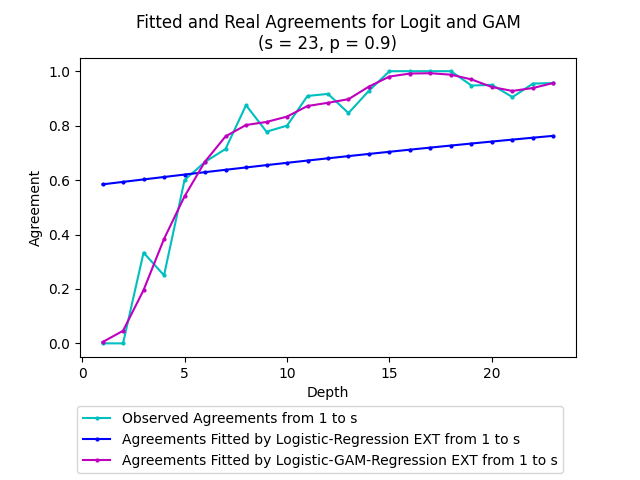 Fitted and Real Agreements for Logit and GAM
(s = 23, p = 0.9)
1.0
0.8
0.6
0.4
0.2
0.0
Agreement
0 5 10 15 20
Depth
Observed Agreements from 1 to s
Agreements Fitted by Logistic-Regression EXT from 1 to s
Agreements Fitted by Logistic-GAM-Regression EXT from 1 to s